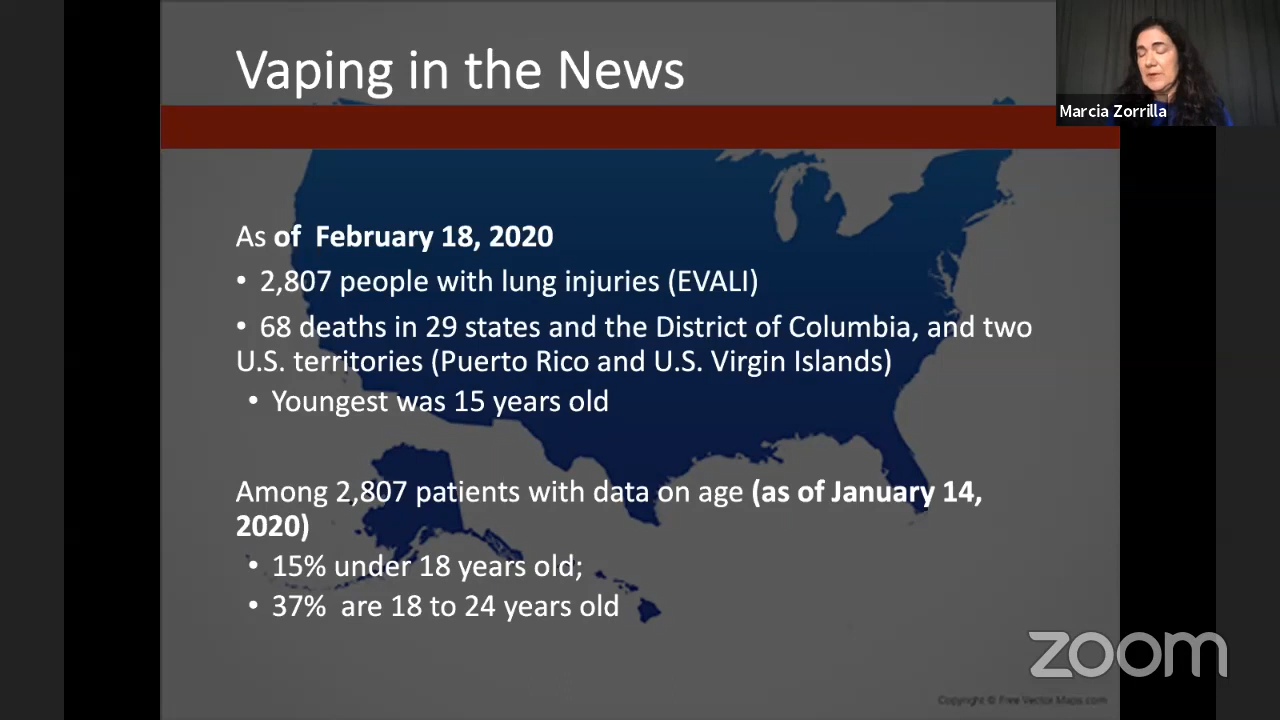 Vaping in the News
Marcia Zorrilla
As of  February 18, 2020
• 2,807 people with lung injuries (EVALI)
• 68 deaths in 29 states and the District of Columbia, and two
U.S. territories (Puerto Rico and U.S. Virgin Islands)
• Youngest was 15 years old
Among 2,807 patients with data on age (as of January 14,
2020)
• 15% under 18 years old;
• 37%  are 18 to 24 years old
zoom
Copyright © Free Vector Maps.com